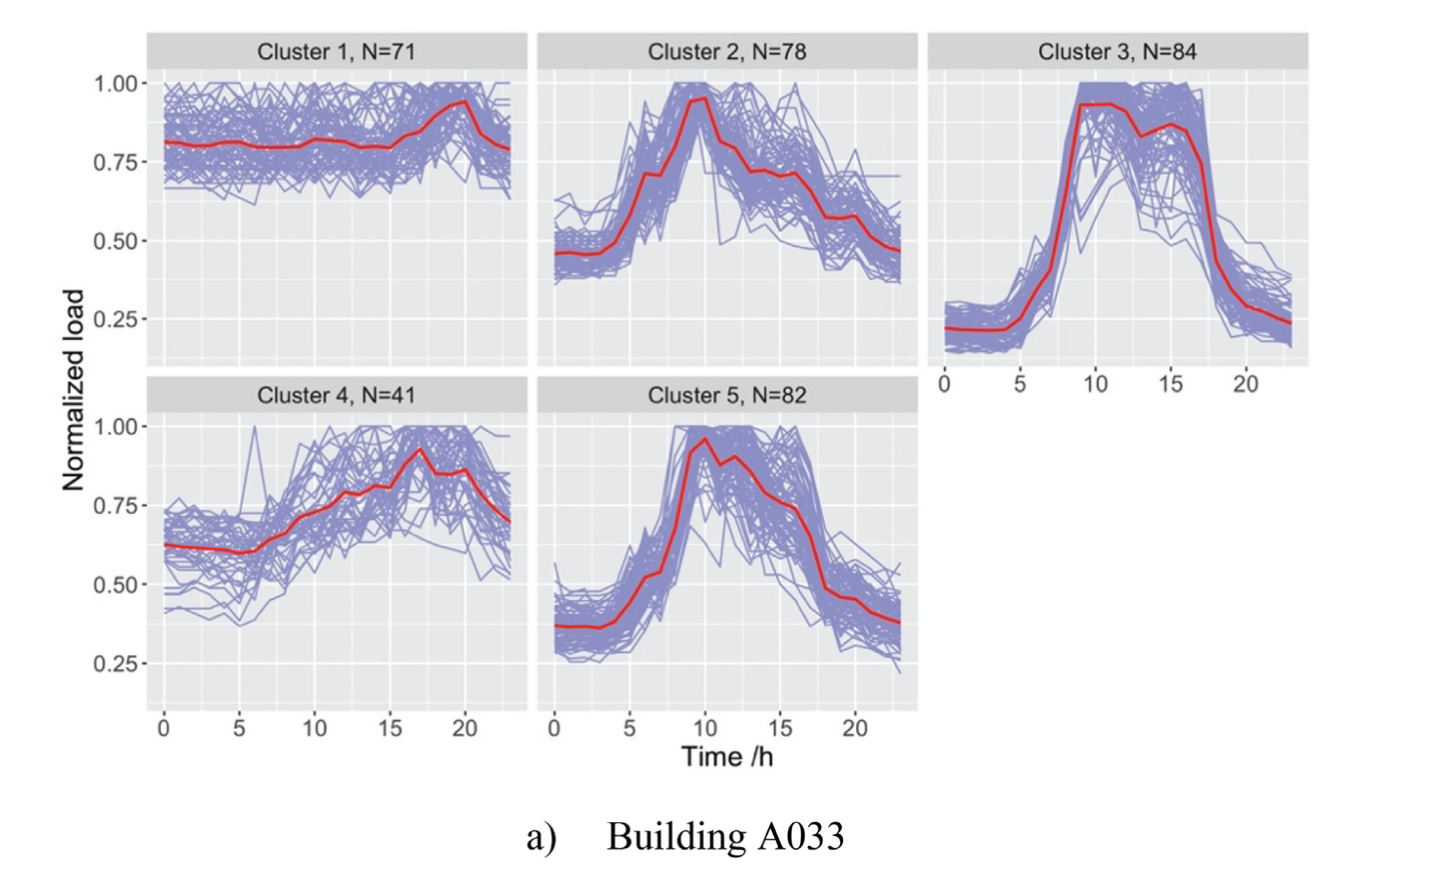 Cluster 1, N=71
Cluster 2, N=78
Cluster 3, N=84
1.00
0.75
0.50
0.25
0 5 10 15 20
Cluster 4, N=41
Cluster 5, N=82
1.00
0.75
0.50
0.25
0 5 10 15 20
0 5 10 15 20
Normalized load
Time /h
a) Building A033